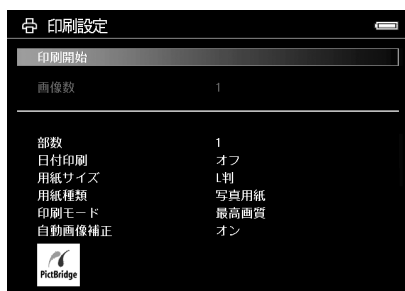 印刷設定
印刷開始
画像数 1
部数 1
日付印刷 オフ
用紙サイズ L判
用紙種類 写真用紙
印刷モード 最高画質
自動画像補正 オン
PictBridge